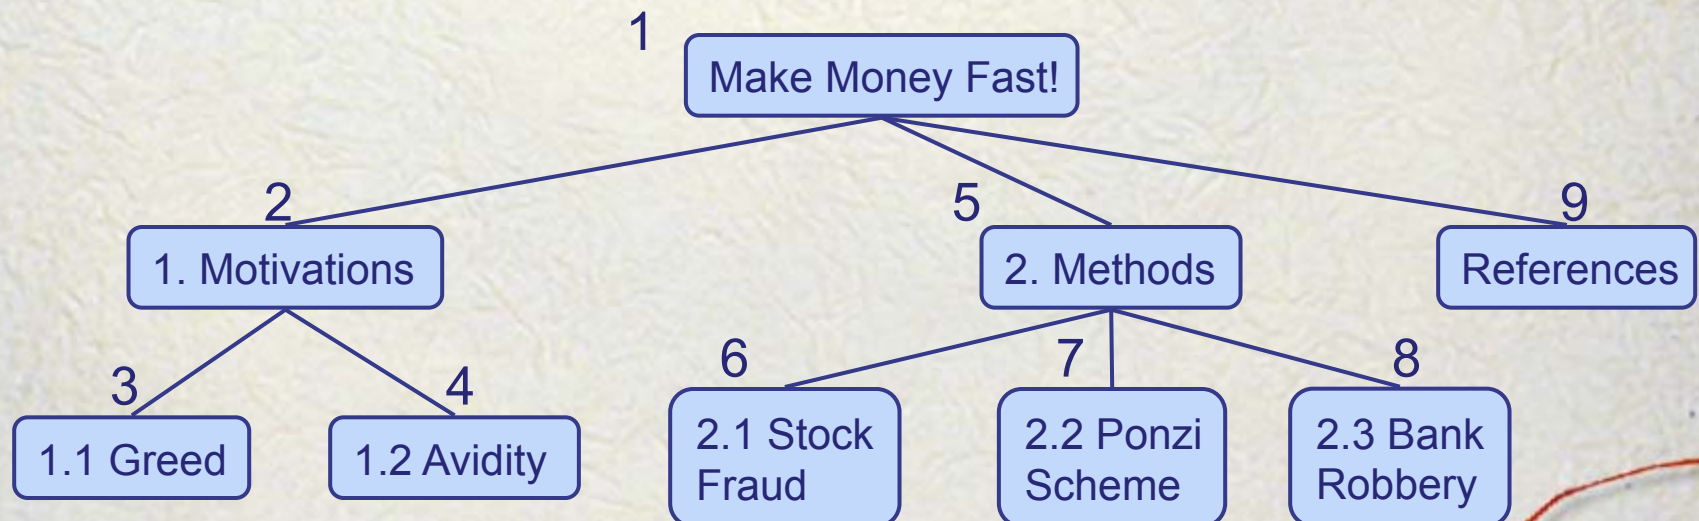 1
Make Money Fast!
2
5
9
1. Motivations
2. Methods
References
3
4
6
7
8
1.1 Greed
1.2 Avidity
2.1 Stock
Fraud
2.2 Ponzi
Scheme
2.3 Bank
Robbery